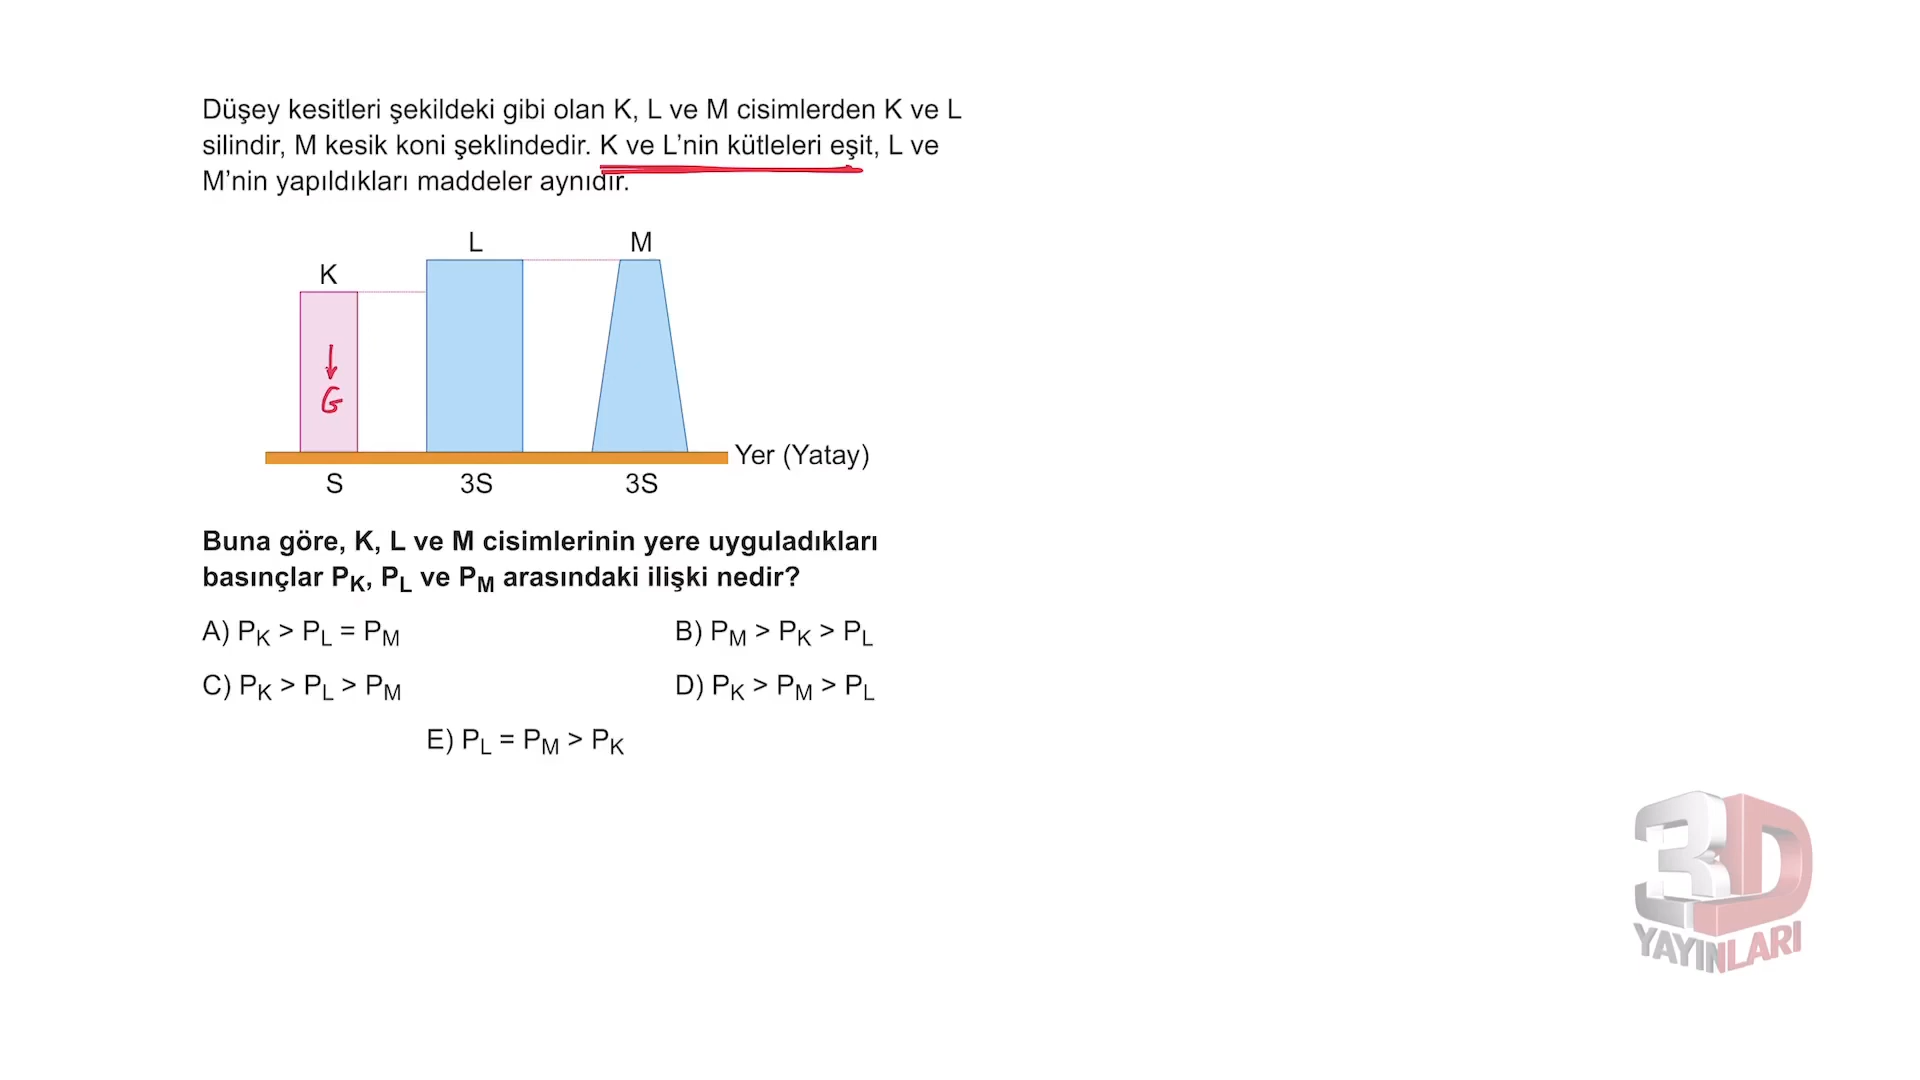 Düşey kesitleri şekildeki gibi olan K, L ve M cisimlerden K ve L
silindir, M kesik koni şeklindedir. K ve L’nin kütleleri eşit, L ve
M’nin yapıldıkları maddeler aynıdır.
L
M
K
G
Yer (Yatay)
S
3S
3S
Buna göre, K, L ve M cisimlerinin yere uyguladıkları
basınçlar PK, PL ve PM arasındaki ilişki nedir?
A) PK > PL = PM
B) PM > PK > PL
C) PK > PL > PM
D) PK > PM > PL
E) PL = PM > PK
3D
YAYINLARI